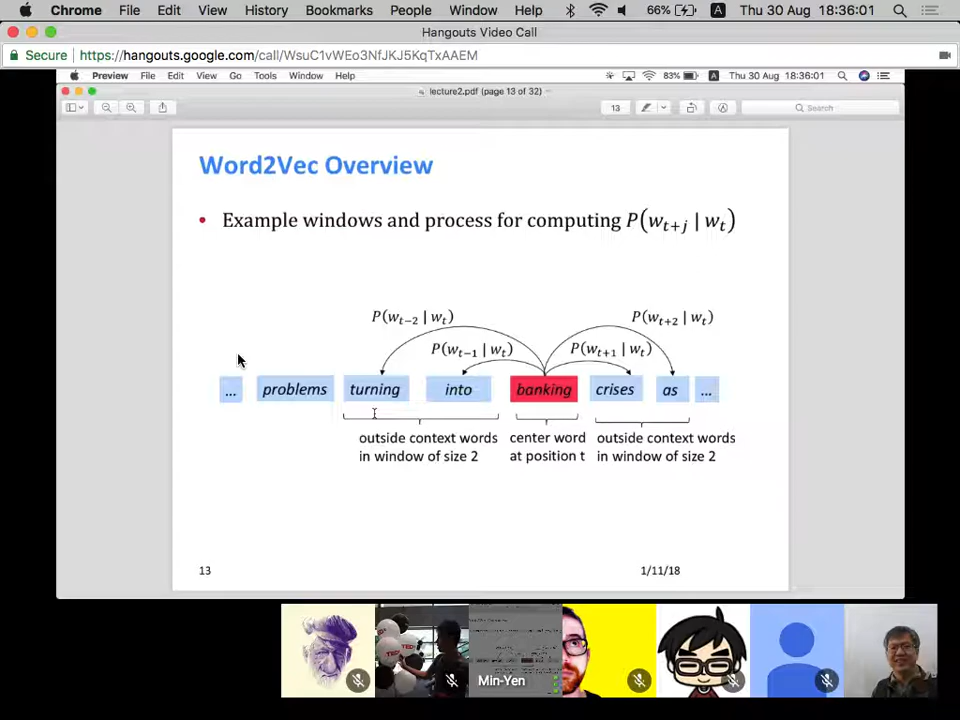 Chrome File Edit View History Bookmarks People Window Help 66% A Thu 30 Aug 18:36:01
Hangouts Video Call
Secure https://hangouts.google.com/call/WsuC1vWEo3NfJKJ5KqTxAAEM
Preview File Edit View Go Tools Window Help 83% A Thu 30 Aug 18:36:01
lecture2.pdf (page 13 of 32)
13 Search
Word2Vec Overview
• Example windows and process for computing P(wₜ₊ⱼ | wₜ)
P(wₜ₋₂ | wₜ) P(wₜ₊₂ | wₜ)
P(wₜ₋₁ | wₜ) P(wₜ₊₁ | wₜ)
... problems turning into banking crises as ...
outside context words center word outside context words
in window of size 2 at position t in window of size 2
13 1/11/18
TED
Min-Yen